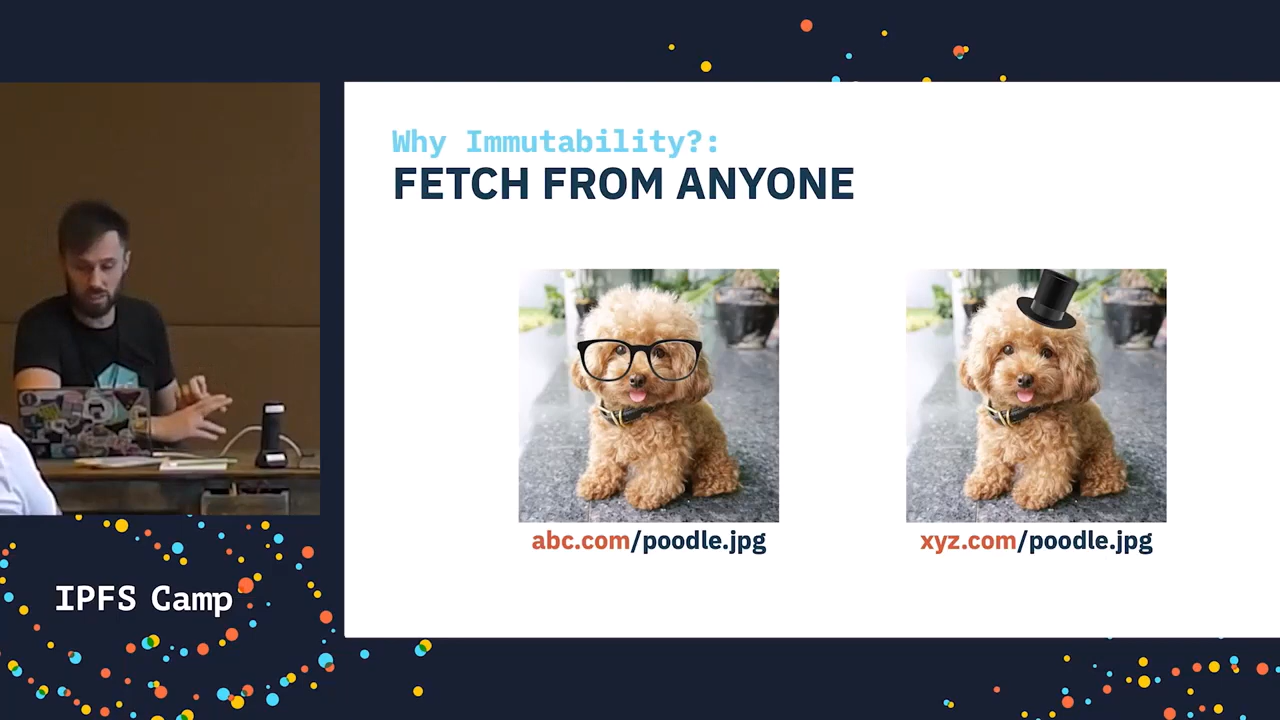 Why Immutability?:
FETCH FROM ANYONE
abc.com/poodle.jpg
xyz.com/poodle.jpg
IPFS Camp